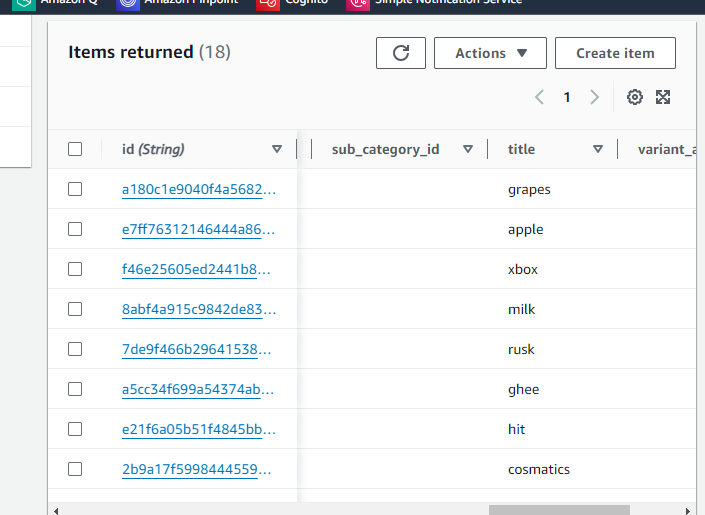 Amazon Q Amazon Pinpoint Cognito Simple Notification Service
Items returned (18) Actions Create item
1
id (String) sub_category_id title variant_a
a180c1e9040f4a5682… grapes
e7ff76312146444a86… apple
f46e25605ed2441b8… xbox
8abf4a915c9842de83… milk
7de9f466b29641538… rusk
a5cc34f699a54374ab… ghee
e21f6a05b51f4845bb… hit
2b9a17f5998444559… cosmatics